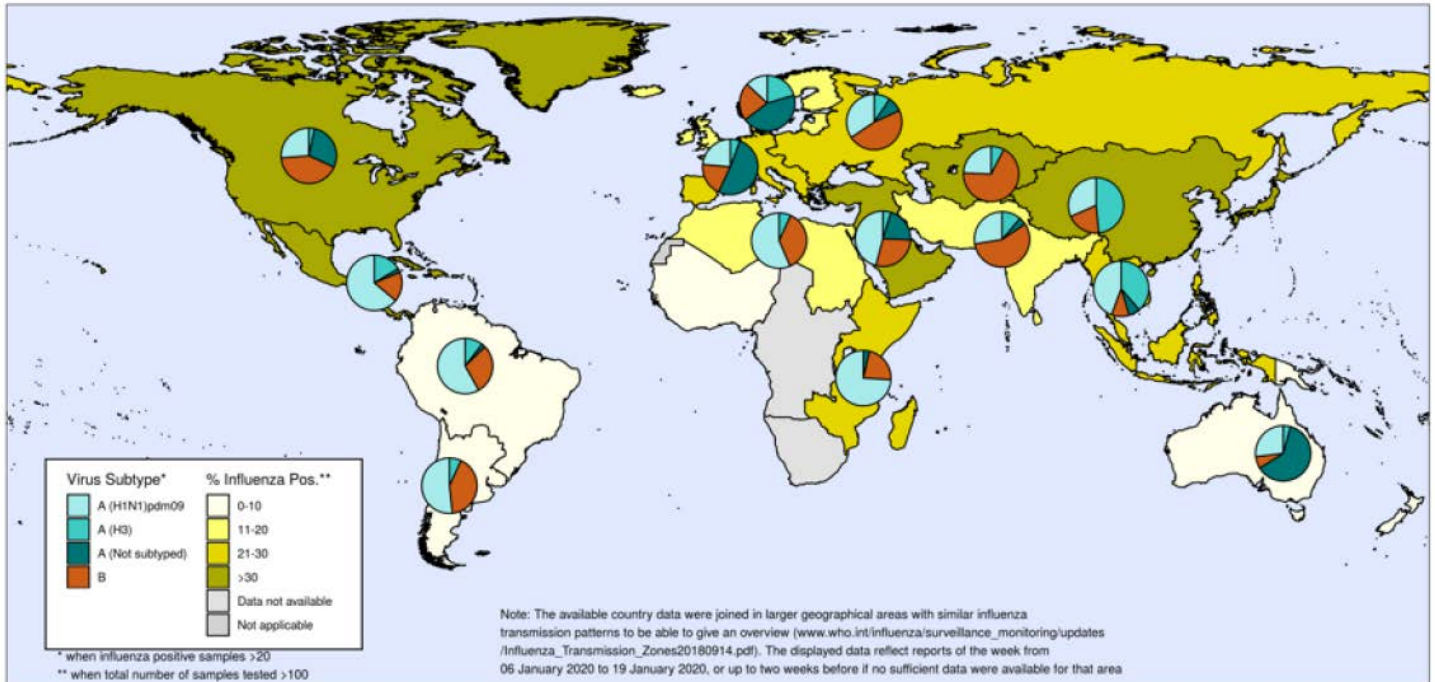 Virus Subtype*
A (H1N1)pdm09
A (H3)
A (Not subtyped)
B
% Influenza Pos.**
0-10
11-20
21-30
>30
Data not available
Not applicable
* when influenza positive samples >20
** when total number of samples tested >100
Note: The available country data were joined in larger geographical areas with similar influenza
transmission patterns to be able to give an overview (www.who.int/influenza/surveillance_monitoring/updates
/Influenza_Transmission_Zones20180914.pdf). The displayed data reflect reports of the week from
06 January 2020 to 19 January 2020, or up to two weeks before if no sufficient data were available for that area